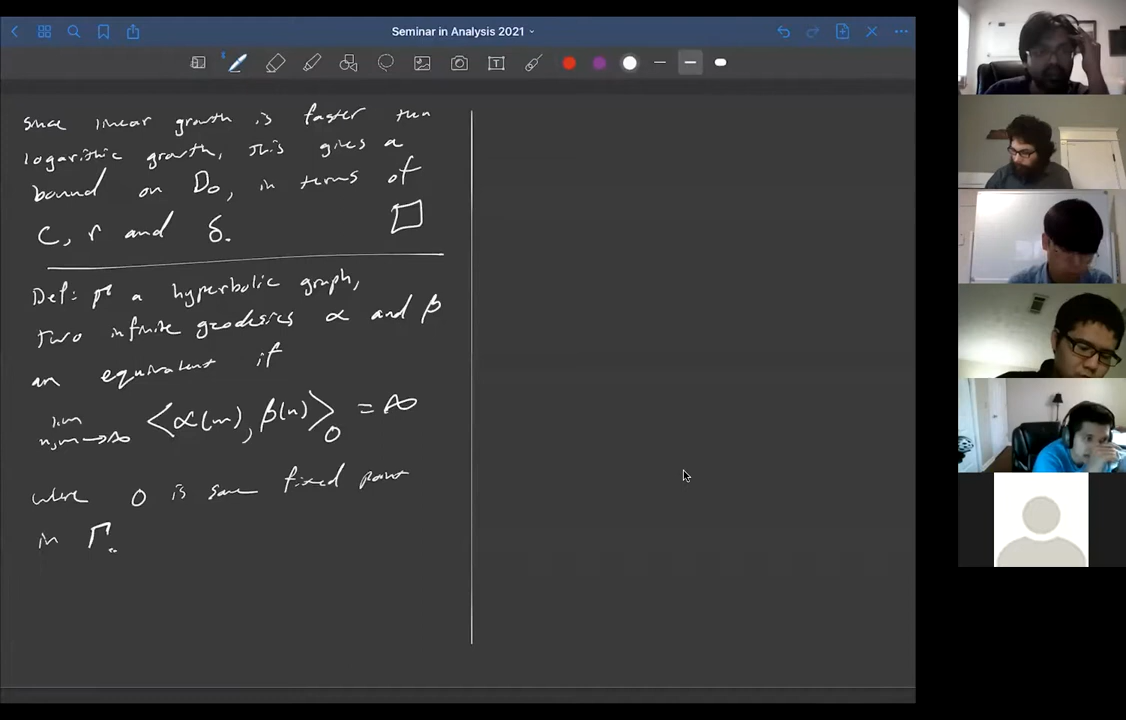 Seminar in Analysis 2021
Since linear growth is faster than
logarithic growth, this gives a
bound on D₀, in terms of
C, r and δ. □
Def: Γ a hyperbolic graph,
two infinite geodesics α and β
are equivalent if
lim n,m→∞ ⟨α(m), β(n)⟩₀ = ∞
where 0 is some fixed point
in Γ.